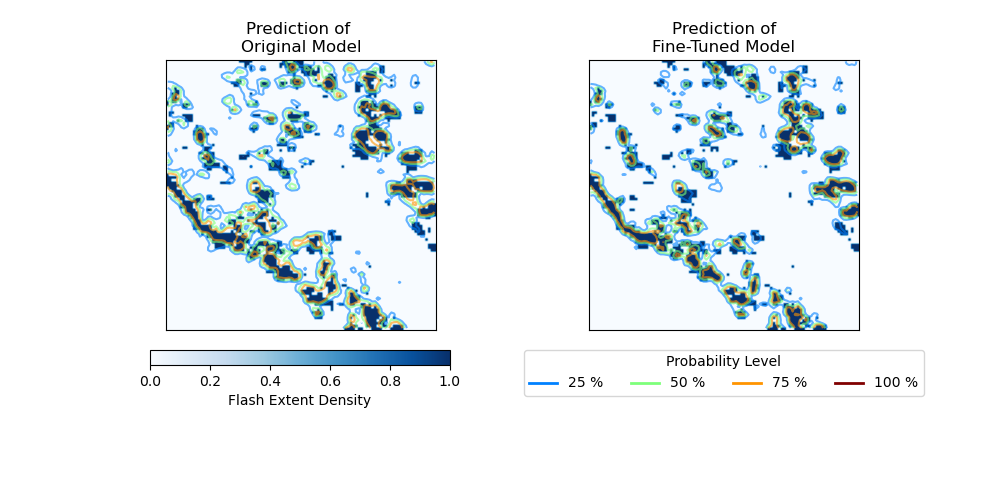 Prediction of
Original Model
Prediction of
Fine-Tuned Model
0.0 0.2 0.4 0.6 0.8 1.0
Flash Extent Density
Probability Level
25 % 50 % 75 % 100 %